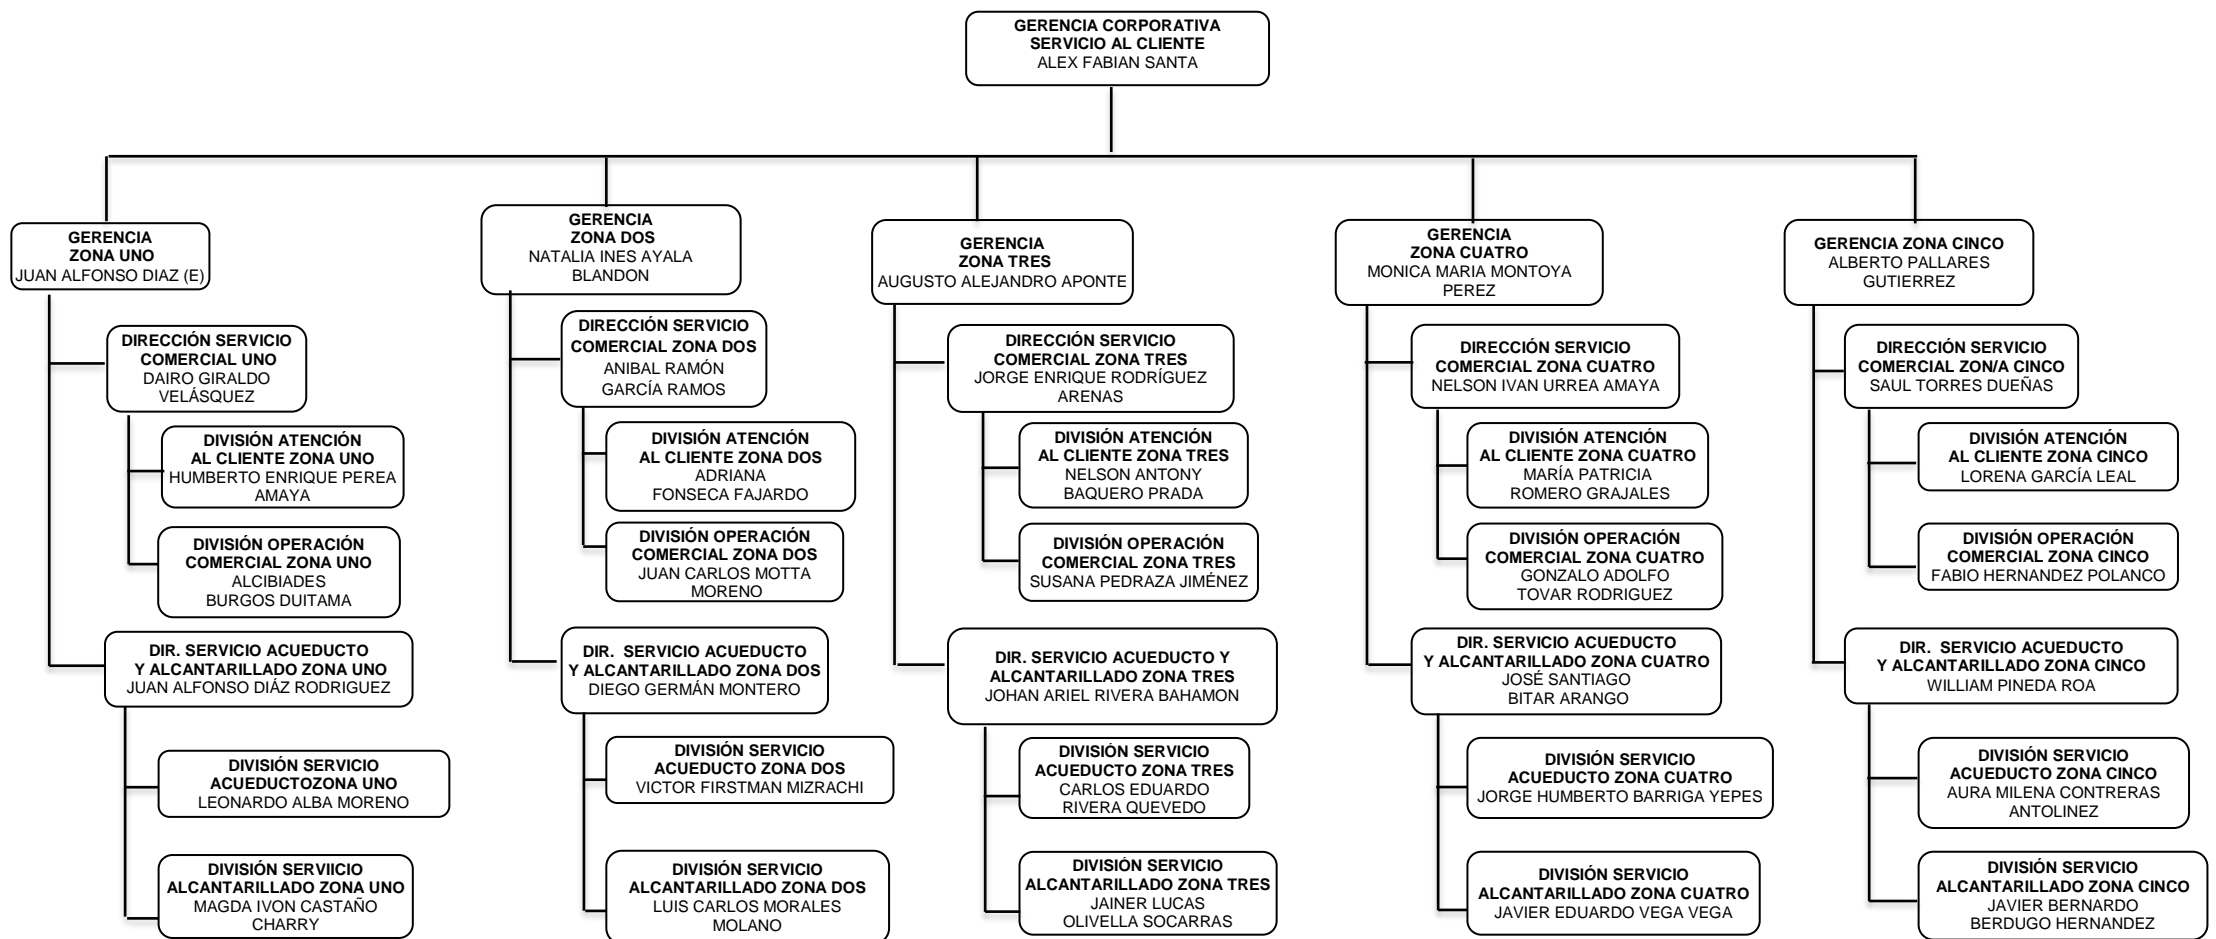 GERENCIA CORPORATIVA
SERVICIO AL CLIENTE
ALEX FABIAN SANTA
GERENCIA
ZONA UNO
JUAN ALFONSO DIAZ (E)
DIRECCIÓN SERVICIO
COMERCIAL UNO
DAIRO GIRALDO
VELÁSQUEZ
DIVISIÓN ATENCIÓN
AL CLIENTE ZONA UNO
HUMBERTO ENRIQUE PEREA
AMAYA
DIVISIÓN OPERACIÓN
COMERCIAL ZONA UNO
ALCIBIADES
BURGOS DUITAMA
DIR. SERVICIO ACUEDUCTO
Y ALCANTARILLADO ZONA UNO
JUAN ALFONSO DIÁZ RODRIGUEZ
DIVISIÓN SERVICIO
ACUEDUCTOZONA UNO
LEONARDO ALBA MORENO
DIVISIÓN SERVIICIO
ALCANTARILLADO ZONA UNO
MAGDA IVON CASTAÑO
CHARRY
GERENCIA
ZONA DOS
NATALIA INES AYALA
BLANDON
DIRECCIÓN SERVICIO
COMERCIAL ZONA DOS
ANIBAL RAMÓN
GARCÍA RAMOS
DIVISIÓN ATENCIÓN
AL CLIENTE ZONA DOS
ADRIANA
FONSECA FAJARDO
DIVISIÓN OPERACIÓN
COMERCIAL ZONA DOS
JUAN CARLOS MOTTA
MORENO
DIR. SERVICIO ACUEDUCTO
Y ALCANTARILLADO ZONA DOS
DIEGO GERMÁN MONTERO
DIVISIÓN SERVICIO
ACUEDUCTO ZONA DOS
VICTOR FIRSTMAN MIZRACHI
DIVISIÓN SERVICIO
ALCANTARILLADO ZONA DOS
LUIS CARLOS MORALES
MOLANO
GERENCIA
ZONA TRES
AUGUSTO ALEJANDRO APONTE
DIRECCIÓN SERVICIO
COMERCIAL ZONA TRES
JORGE ENRIQUE RODRÍGUEZ
ARENAS
DIVISIÓN ATENCIÓN
AL CLIENTE ZONA TRES
NELSON ANTONY
BAQUERO PRADA
DIVISIÓN OPERACIÓN
COMERCIAL ZONA TRES
SUSANA PEDRAZA JIMÉNEZ
DIR. SERVICIO ACUEDUCTO Y
ALCANTARILLADO ZONA TRES
JOHAN ARIEL RIVERA BAHAMON
DIVISIÓN SERVICIO
ACUEDUCTO ZONA TRES
CARLOS EDUARDO
RIVERA QUEVEDO
DIVISIÓN SERVICIO
ALCANTARILLADO ZONA TRES
JAINER LUCAS
OLIVELLA SOCARRAS
GERENCIA
ZONA CUATRO
MONICA MARIA MONTOYA
PEREZ
DIRECCIÓN SERVICIO
COMERCIAL ZONA CUATRO
NELSON IVAN URREA AMAYA
DIVISIÓN ATENCIÓN
AL CLIENTE ZONA CUATRO
MARÍA PATRICIA
ROMERO GRAJALES
DIVISIÓN OPERACIÓN
COMERCIAL ZONA CUATRO
GONZALO ADOLFO
TOVAR RODRIGUEZ
DIR. SERVICIO ACUEDUCTO
Y ALCANTARILLADO ZONA CUATRO
JOSÉ SANTIAGO
BITAR ARANGO
DIVISIÓN SERVICIO
ACUEDUCTO ZONA CUATRO
JORGE HUMBERTO BARRIGA YEPES
DIVISIÓN SERVICIO
ALCANTARILLADO ZONA CUATRO
JAVIER EDUARDO VEGA VEGA
GERENCIA ZONA CINCO
ALBERTO PALLARES
GUTIERREZ
DIRECCIÓN SERVICIO
COMERCIAL ZON/A CINCO
SAUL TORRES DUEÑAS
DIVISIÓN ATENCIÓN
AL CLIENTE ZONA CINCO
LORENA GARCÍA LEAL
DIVISIÓN OPERACIÓN
COMERCIAL ZONA CINCO
FABIO HERNANDEZ POLANCO
DIR. SERVICIO ACUEDUCTO
Y ALCANTARILLADO ZONA CINCO
WILLIAM PINEDA ROA
DIVISIÓN SERVICIO
ACUEDUCTO ZONA CINCO
AURA MILENA CONTRERAS
ANTOLINEZ
DIVISIÓN SERVICIO
ALCANTARILLADO ZONA CINCO
JAVIER BERNARDO
BERDUGO HERNANDEZ